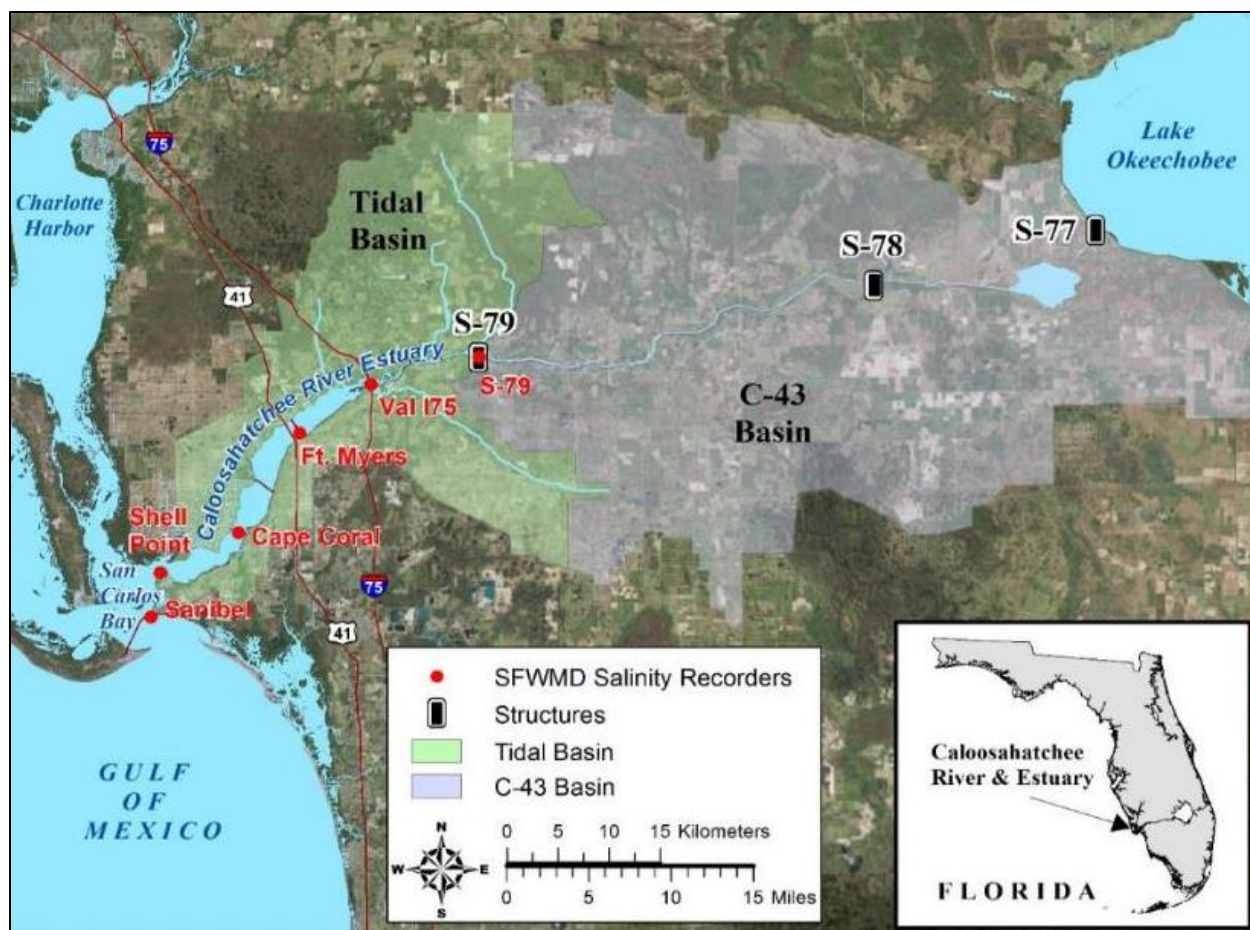 75
Lake
Okeechobee
Charlotte
Harbor
Tidal
Basin
S-77
S-78
41
S-79
S-79
Caloosahatchee River Estuary
Val I75
C-43
Basin
Ft. Myers
Shell
Point
Cape Coral
San
Carlos
Bay
Sanibel
75
41
GULF
OF
MEXICO
SFWMD Salinity Recorders
Structures
Tidal Basin
C-43 Basin
N
W E
S
0 5 10 15 Kilometers
0 5 10 15 Miles
Caloosahatchee
River & Estuary
FLORIDA